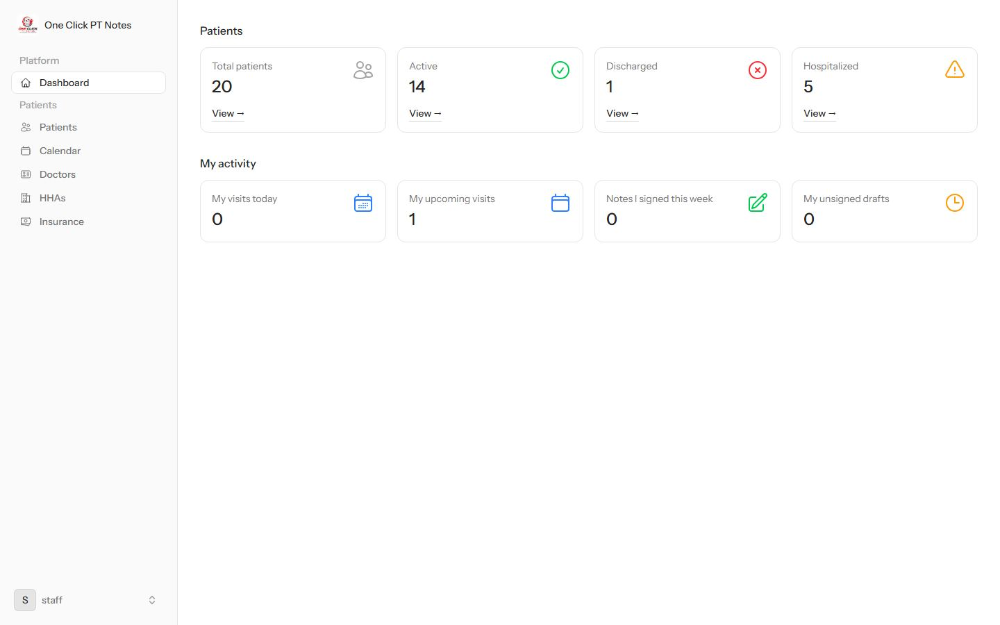 One Click PT Notes
Platform
Dashboard
Patients
Patients
Calendar
Doctors
HHAs
Insurance
S staff
Patients
Total patients
20
View →
Active
14
View →
Discharged
1
View →
Hospitalized
5
View →
My activity
My visits today
0
My upcoming visits
1
Notes I signed this week
0
My unsigned drafts
0